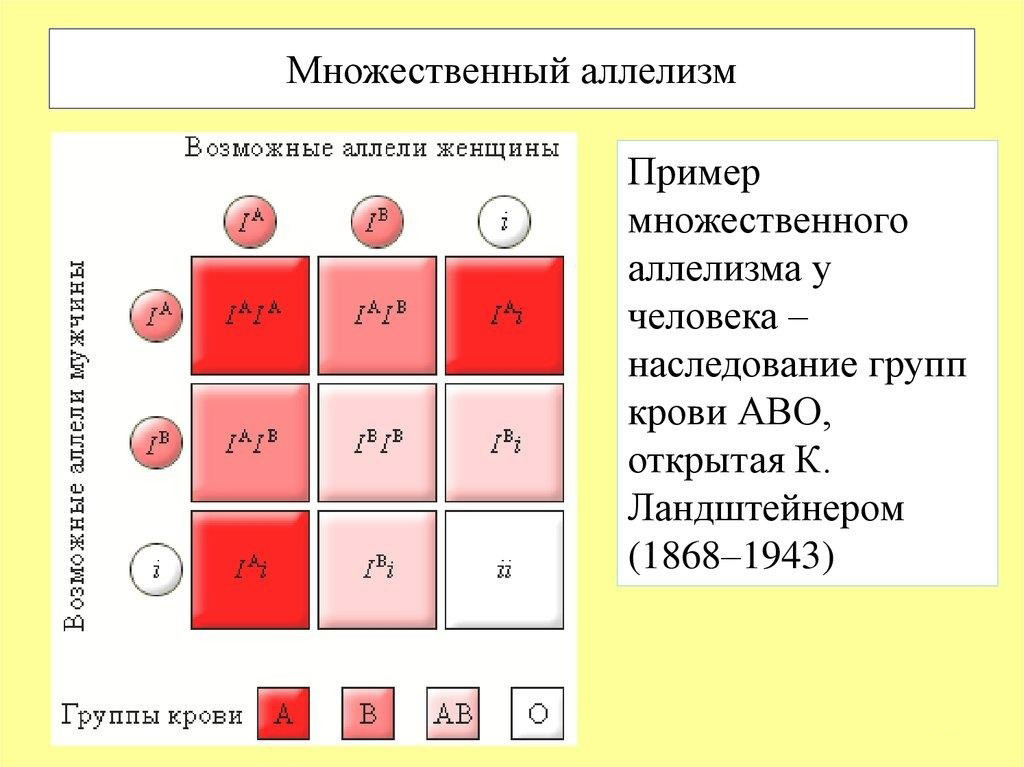 Множественный аллелизм
Возможные аллели женщины
I^A I^B i
Возможные аллели мужчины
I^A I^AI^A I^AI^B I^Ai
I^B I^AI^B I^BI^B I^Bi
i I^Ai I^Bi ii
Группы крови A B AB O
Пример
множественного
аллелизма у
человека –
наследование групп
крови АВО,
открытая К.
Ландштейнером
(1868–1943)